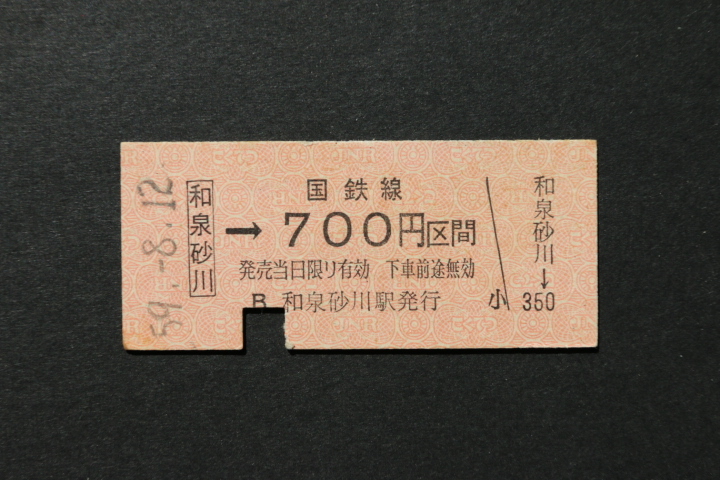 59.-8.12
和泉砂川
国鉄線
→700円区間
発売当日限り有効 下車前途無効
B 和泉砂川駅発行
小
和泉砂川→
350